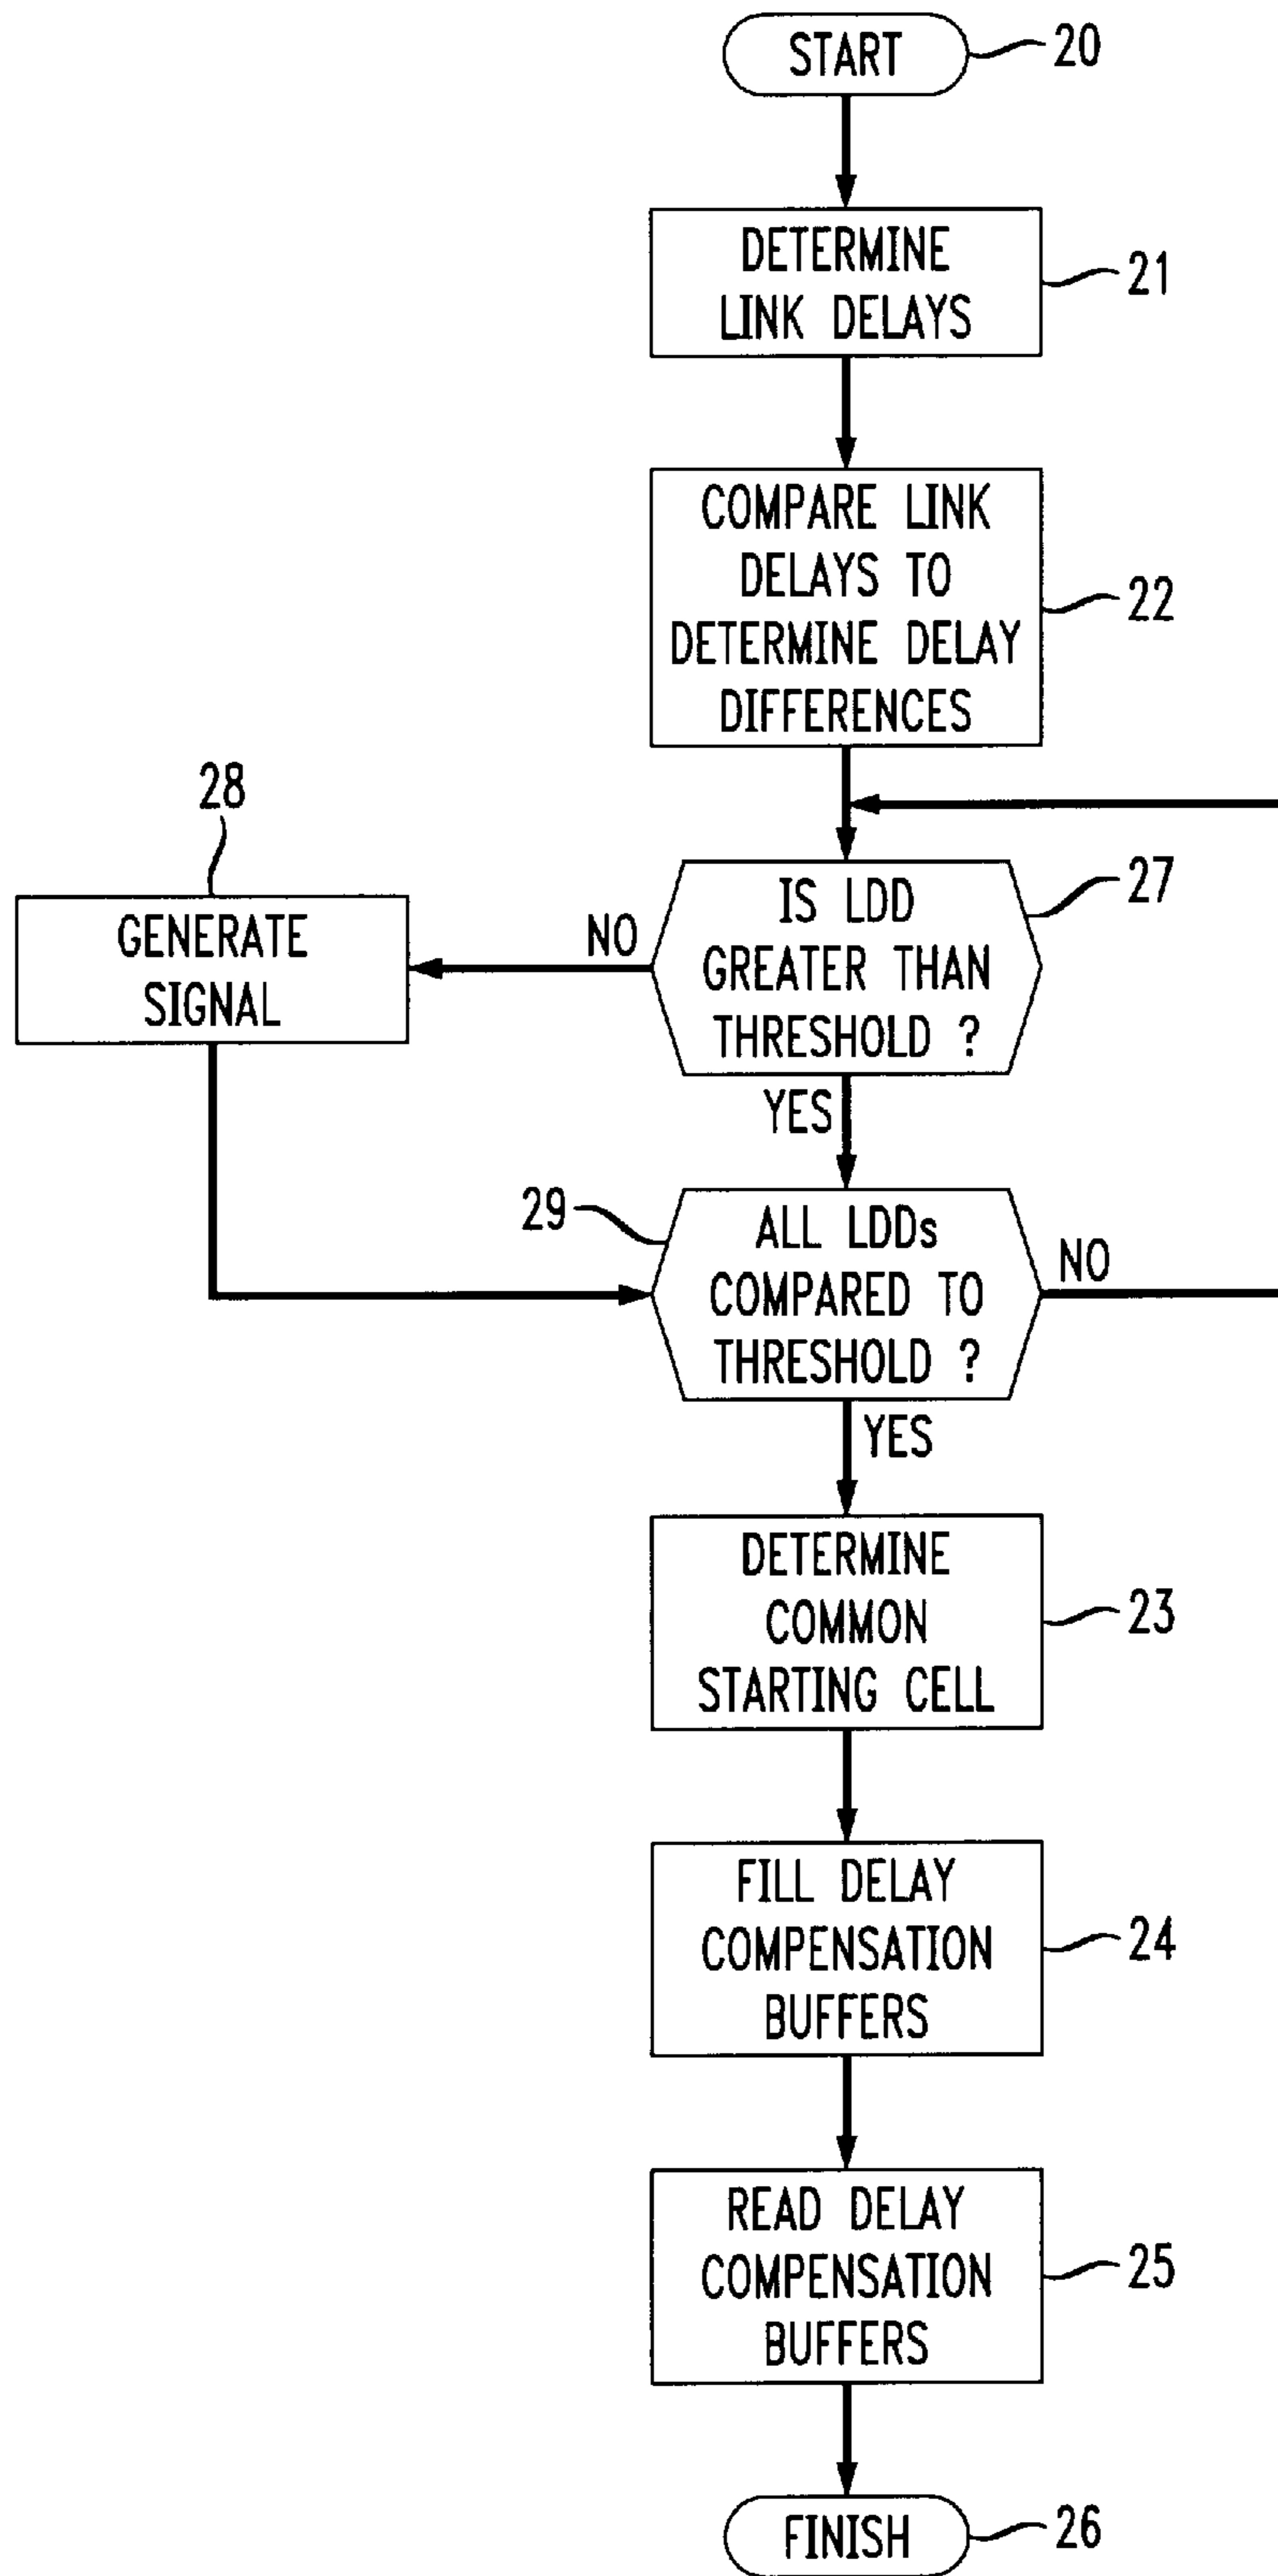 START
20
DETERMINE
LINK DELAYS
21
COMPARE LINK
DELAYS TO
DETERMINE DELAY
DIFFERENCES
22
28
GENERATE
SIGNAL
NO
IS LDD
GREATER THAN
THRESHOLD ?
27
YES
29
ALL LDDs
COMPARED TO
THRESHOLD ?
NO
YES
DETERMINE
COMMON
STARTING CELL
23
FILL DELAY
COMPENSATION
BUFFERS
24
READ DELAY
COMPENSATION
BUFFERS
25
FINISH
26